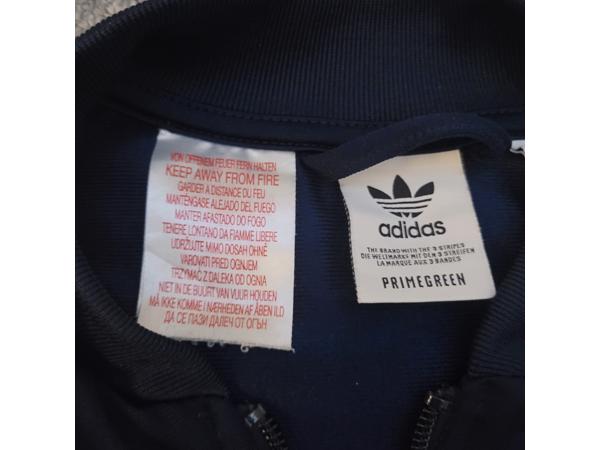 VON OFFENEM FEUER FERN HALTEN
KEEP AWAY FROM FIRE
GARDER A DISTANCE DU FEU
MANTÉNGASE ALEJADO DEL FUEGO
MANTER AFASTADO DO FOGO
TENERE LONTANO DA FIAMME LIBERE
UDRŽUJTE MIMO DOSAH OHNĚ
VAROVATI PRED OGNJEM
TRZYMAĆ Z DALEKA OD OGNIA
NIET IN DE BUURT VAN VUUR HOUDEN
MÅ IKKE KOMME I NÆRHEDEN AF ÅBEN ILD
ДА СЕ ПАЗИ ДАЛЕЧ ОТ ОГЪН
adidas
THE BRAND WITH THE 3 STRIPES
DIE WELTMARKE MIT DEN 3 STREIFEN
LA MARQUE AUX 3 BANDES
PRIMEGREEN